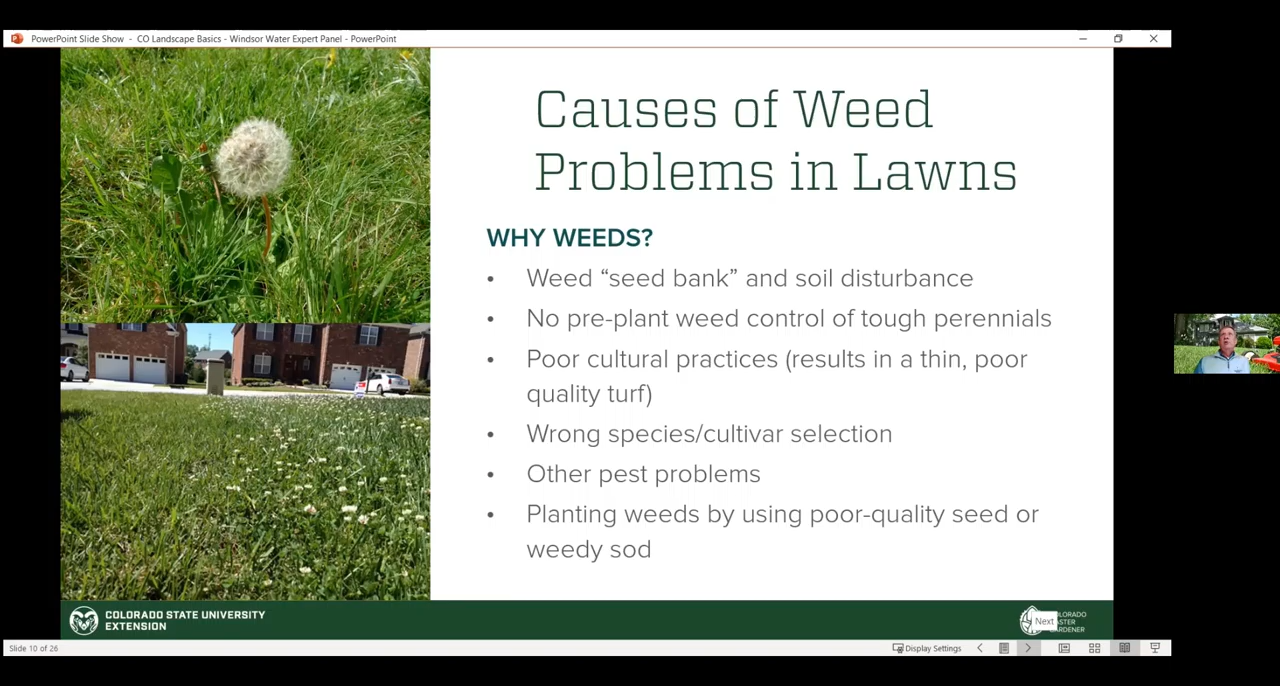 PowerPoint Slide Show - CO Landscape Basics - Windsor Water Expert Panel - PowerPoint
Causes of Weed
Problems in Lawns
WHY WEEDS?
• Weed “seed bank” and soil disturbance
• No pre-plant weed control of tough perennials
• Poor cultural practices (results in a thin, poor
quality turf)
• Wrong species/cultivar selection
• Other pest problems
• Planting weeds by using poor-quality seed or
weedy sod
COLORADO STATE UNIVERSITY
EXTENSION
Next
Slide 10 of 26
Display Settings